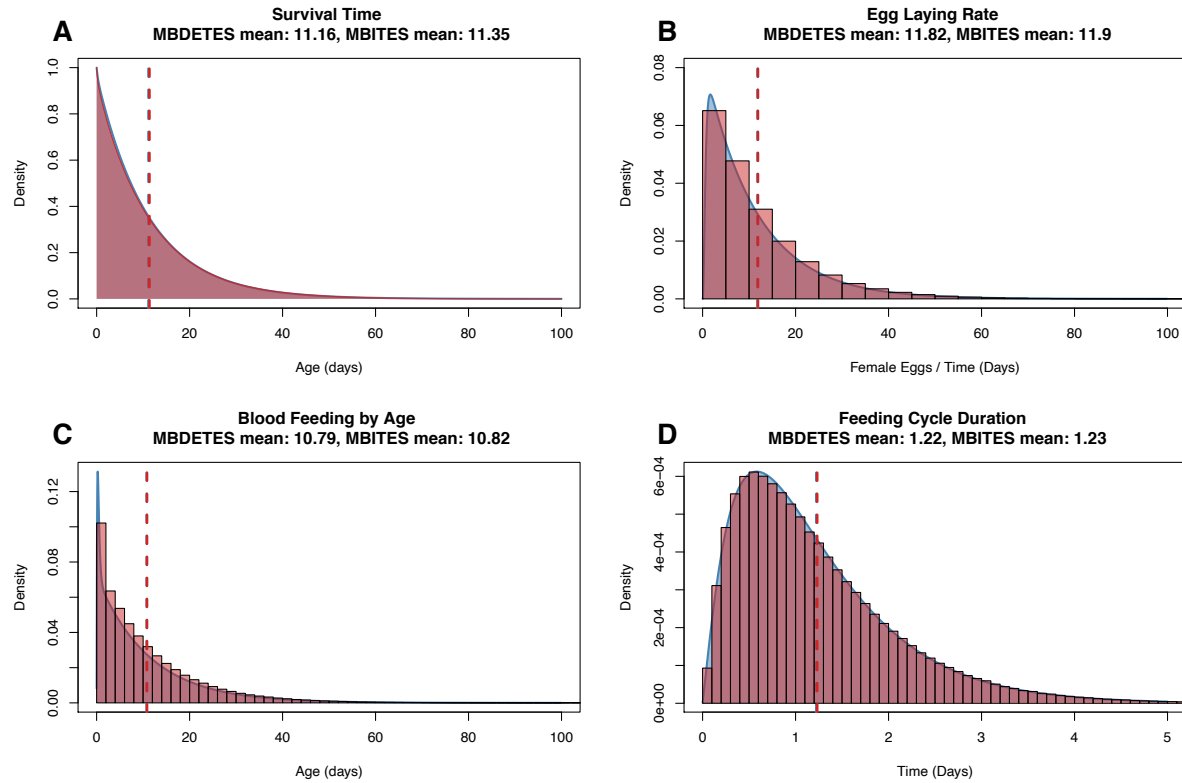 A
Survival Time
MBDETES mean: 11.16, MBITES mean: 11.35
Density
0.0 0.2 0.4 0.6 0.8 1.0
0 20 40 60 80 100
Age (days)
B
Egg Laying Rate
MBDETES mean: 11.82, MBITES mean: 11.9
Density
0.00 0.02 0.04 0.06 0.08
0 20 40 60 80 100
Female Eggs / Time (Days)
C
Blood Feeding by Age
MBDETES mean: 10.79, MBITES mean: 10.82
Density
0.00 0.04 0.08 0.12
0 20 40 60 80 100
Age (days)
D
Feeding Cycle Duration
MBDETES mean: 1.22, MBITES mean: 1.23
Density
0e+00 2e-04 4e-04 6e-04
0 1 2 3 4 5
Time (Days)